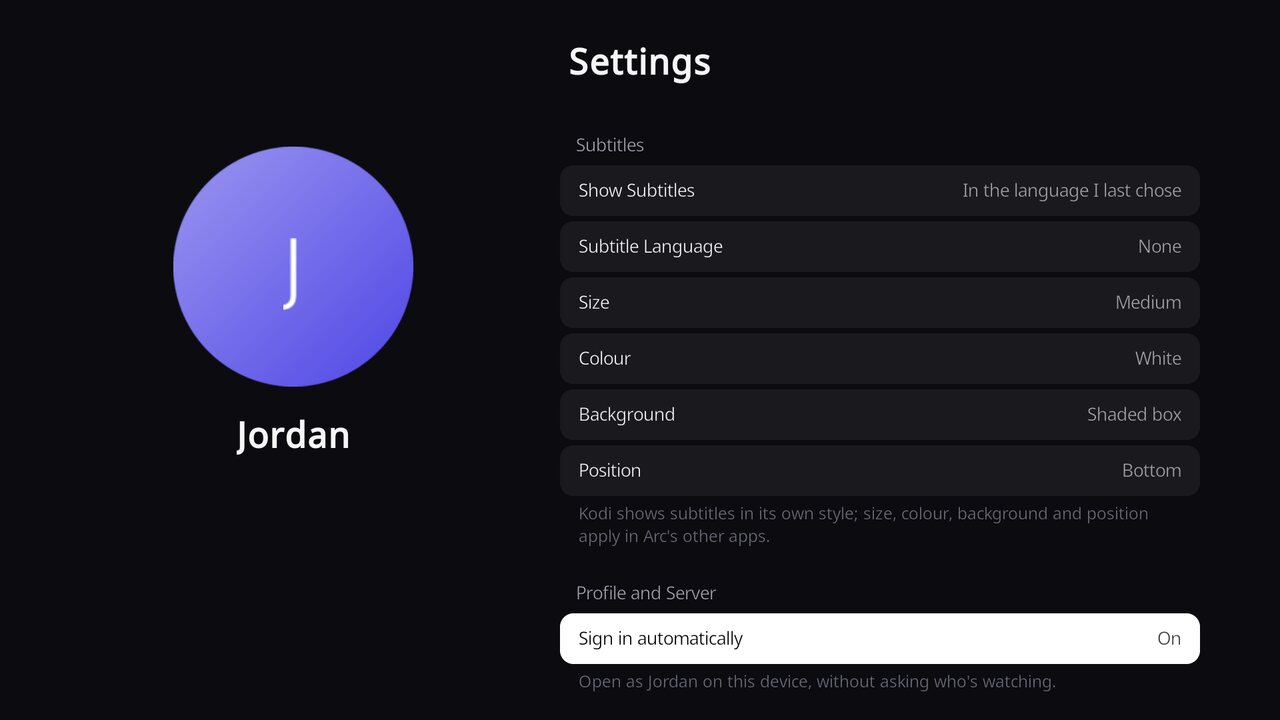 Settings
J
Jordan
Subtitles
Show Subtitles In the language I last chose
Subtitle Language None
Size Medium
Colour White
Background Shaded box
Position Bottom
Kodi shows subtitles in its own style; size, colour, background and position
apply in Arc's other apps.
Profile and Server
Sign in automatically On
Open as Jordan on this device, without asking who's watching.